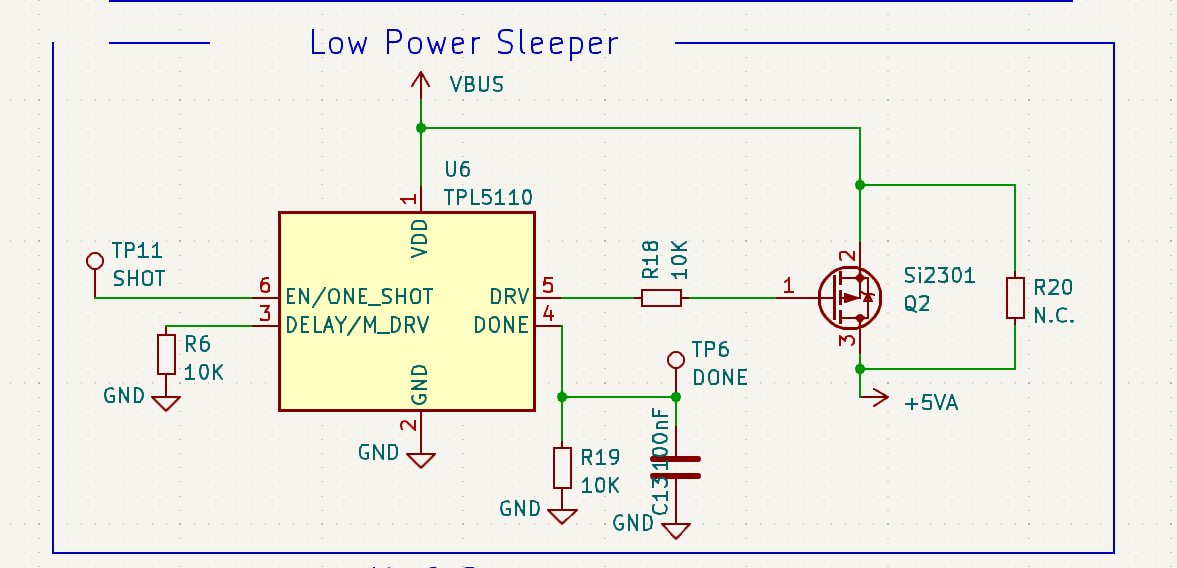 Low Power Sleeper
VBUS
U6
TPL5110
1
VDD
TP11
SHOT
6
EN/ONE_SHOT
3
DELAY/M_DRV
DRV
5
DONE
4
GND
2
GND
R6
10K
GND
R18
10K
1
2
3
Si2301
Q2
R20
N.C.
+5VA
TP6
DONE
R19
10K
GND
C13
100nF
GND